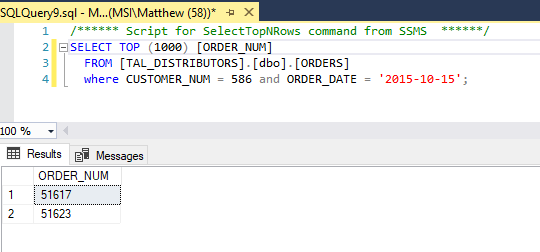 SQLQuery9.sql - M...(MSI\Matthew (58))*
1 /****** Script for SelectTopNRows command from SSMS ******/
2 SELECT TOP (1000) [ORDER_NUM]
3 FROM [TAL_DISTRIBUTORS].[dbo].[ORDERS]
4 where CUSTOMER_NUM = 586 and ORDER_DATE = '2015-10-15';
100 %
Results Messages
ORDER_NUM
1 51617
2 51623